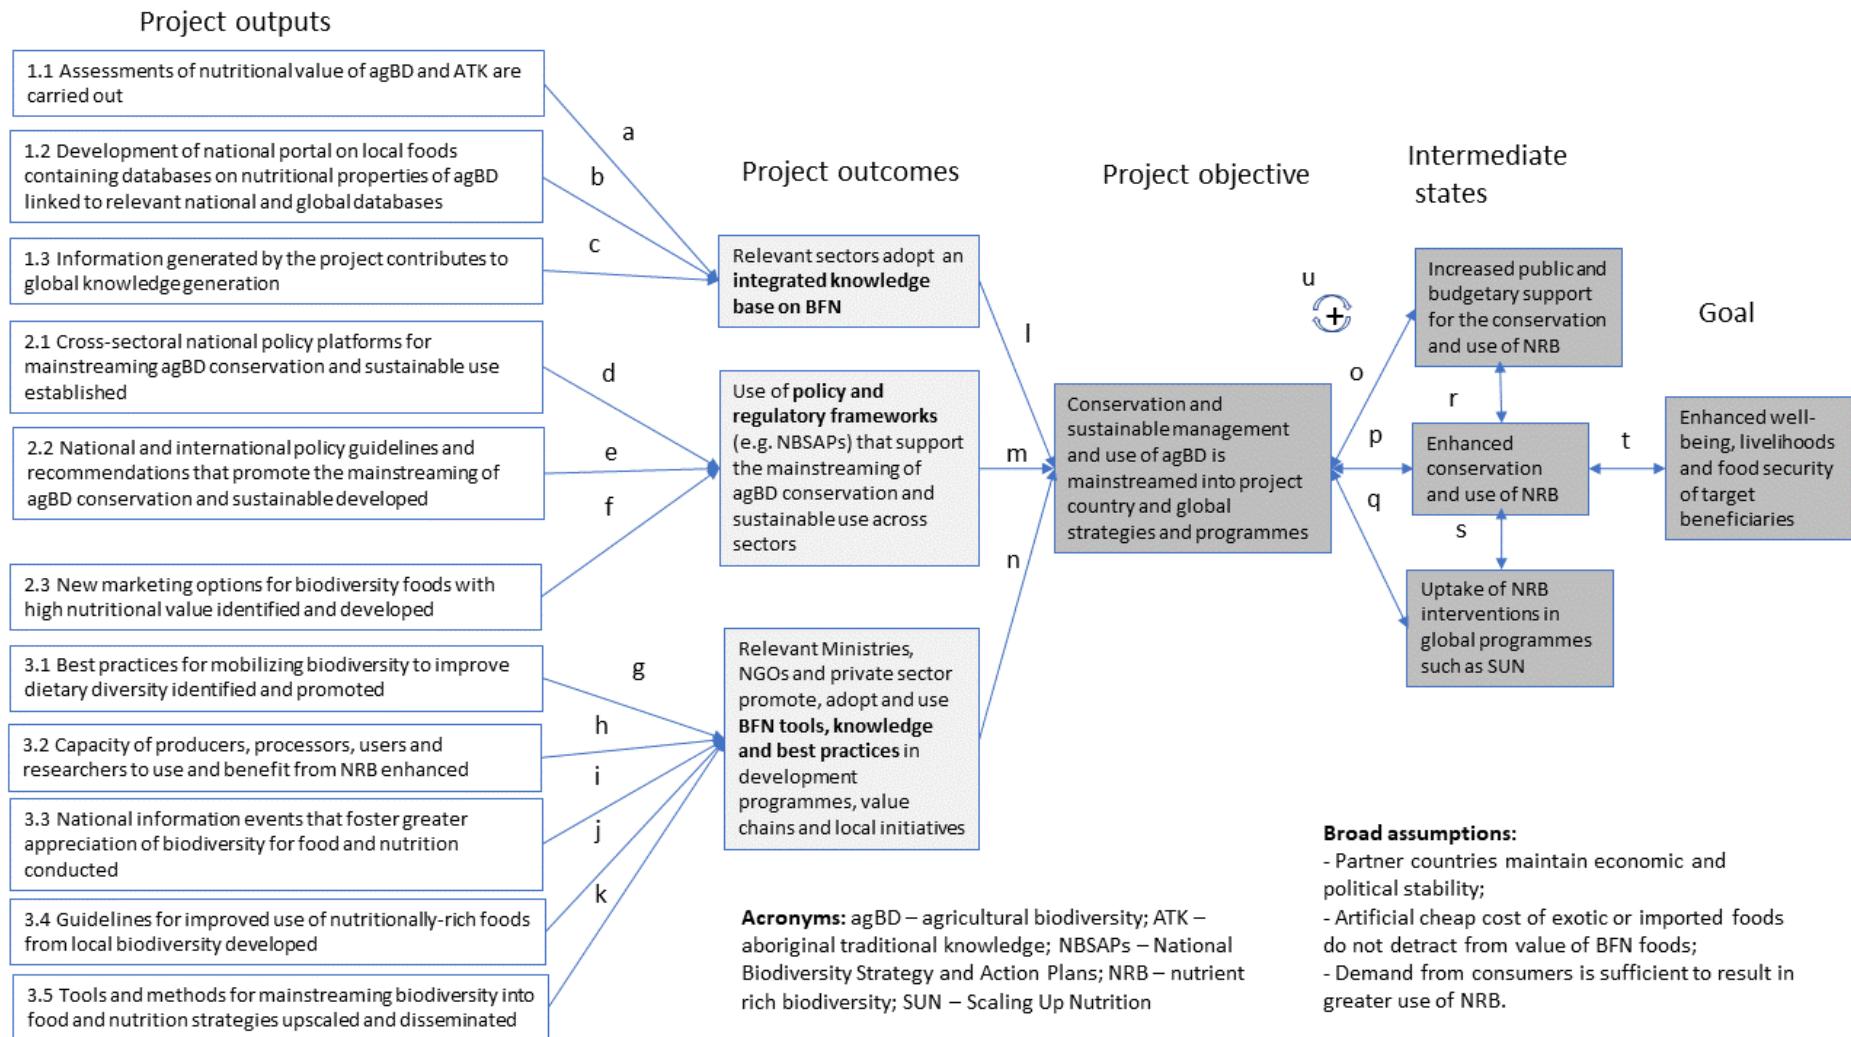 Project outputs
1.1 Assessments of nutritional value of agBD and ATK are
carried out
1.2 Development of national portal on local foods
containing databases on nutritional properties of agBD
linked to relevant national and global databases
1.3 Information generated by the project contributes to
global knowledge generation
2.1 Cross-sectoral national policy platforms for
mainstreaming agBD conservation and sustainable use
established
2.2 National and international policy guidelines and
recommendations that promote the mainstreaming of
agBD conservation and sustainable developed
2.3 New marketing options for biodiversity foods with
high nutritional value identified and developed
3.1 Best practices for mobilizing biodiversity to improve
dietary diversity identified and promoted
3.2 Capacity of producers, processors, users and
researchers to use and benefit from NRB enhanced
3.3 National information events that foster greater
appreciation of biodiversity for food and nutrition
conducted
3.4 Guidelines for improved use of nutritionally-rich foods
from local biodiversity developed
3.5 Tools and methods for mainstreaming biodiversity into
food and nutrition strategies upscaled and disseminated
a
b
c
d
e
f
g
h
i
j
k
Project outcomes
Relevant sectors adopt an
integrated knowledge
base on BFN
Use of policy and
regulatory frameworks
(e.g. NBSAPs) that support
the mainstreaming of
agBD conservation and
sustainable use across
sectors
Relevant Ministries,
NGOs and private sector
promote, adopt and use
BFN tools, knowledge
and best practices in
development
programmes, value
chains and local initiatives
l
m
n
Project objective
Conservation and
sustainable management
and use of agBD is
mainstreamed into project
country and global
strategies and programmes
u
+
o
p
q
Intermediate
states
Increased public and
budgetary support
for the conservation
and use of NRB
r
Enhanced
conservation
and use of NRB
s
Uptake of NRB
interventions in
global programmes
such as SUN
t
Goal
Enhanced well-
being, livelihoods
and food security
of target
beneficiaries
Acronyms: agBD – agricultural biodiversity; ATK –
aboriginal traditional knowledge; NBSAPs – National
Biodiversity Strategy and Action Plans; NRB – nutrient
rich biodiversity; SUN – Scaling Up Nutrition
Broad assumptions:
- Partner countries maintain economic and
political stability;
- Artificial cheap cost of exotic or imported foods
do not detract from value of BFN foods;
- Demand from consumers is sufficient to result in
greater use of NRB.